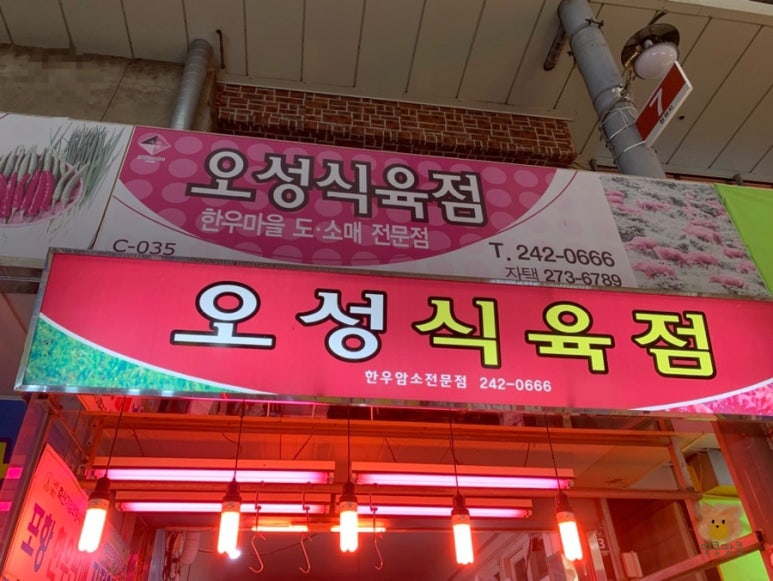 7
오성식육점
한우마을 도·소매 전문점
C-035
T. 242-0666
자택 273-6789
오성식육점
한우암소전문점 242-0666
포항